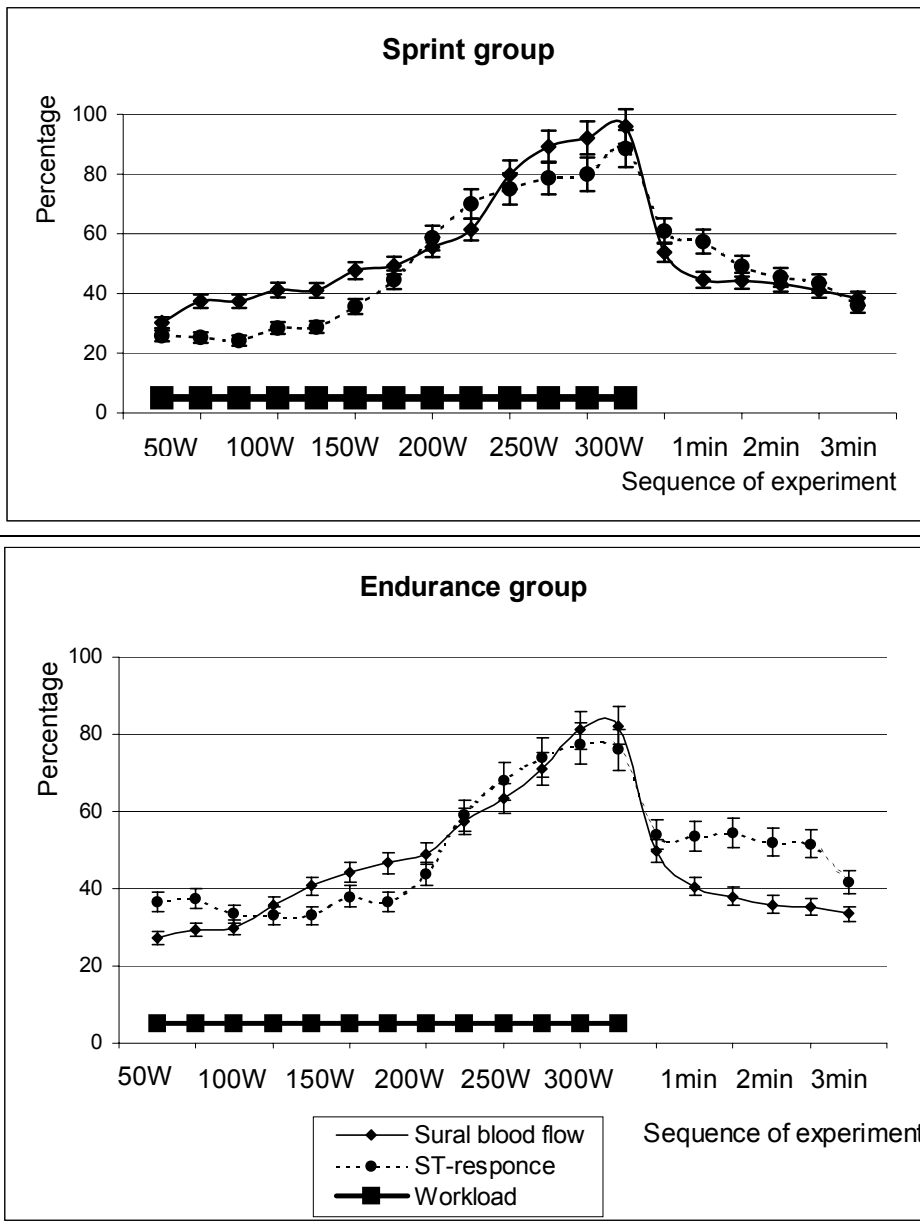 Sprint group
Percentage
100
80
60
40
20
0
50W 100W 150W 200W 250W 300W 1min 2min 3min
Sequence of experiment
Endurance group
Percentage
100
80
60
40
20
0
50W 100W 150W 200W 250W 300W 1min 2min 3min
Sural blood flow
Sequence of experiment
ST-responce
Workload